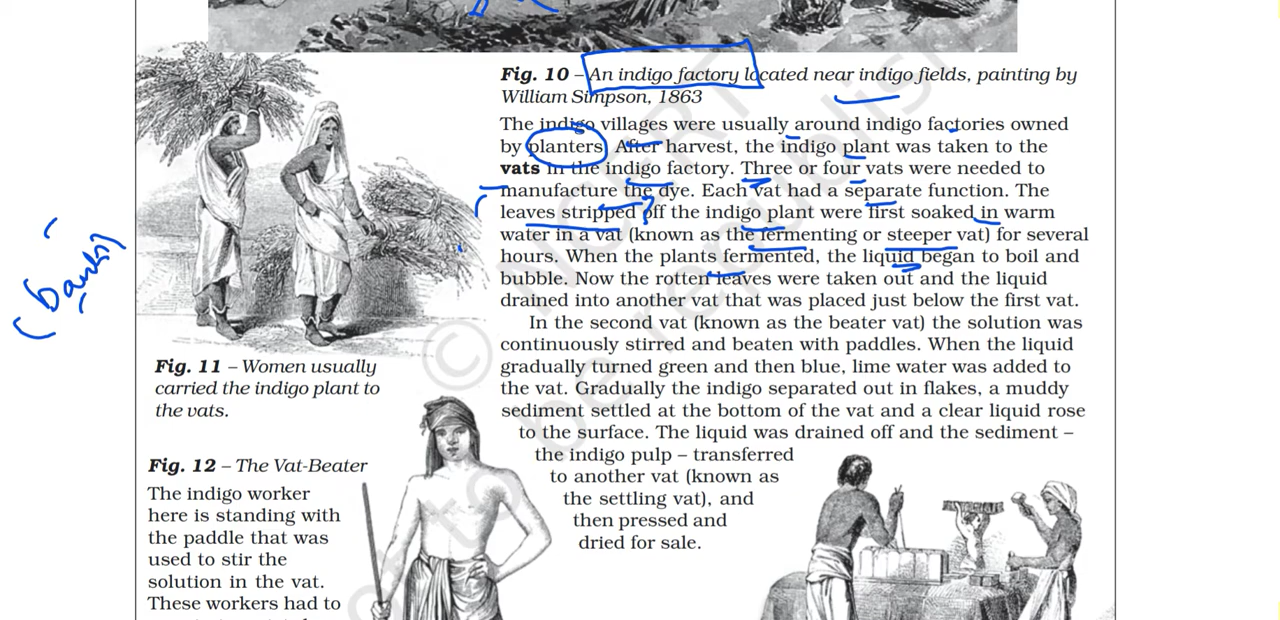 Fig. 10 – An indigo factory located near indigo fields, painting by
William Simpson, 1863
The indigo villages were usually around indigo factories owned
by planters. After harvest, the indigo plant was taken to the
vats in the indigo factory. Three or four vats were needed to
manufacture the dye. Each vat had a separate function. The
leaves stripped off the indigo plant were first soaked in warm
water in a vat (known as the fermenting or steeper vat) for several
hours. When the plants fermented, the liquid began to boil and
bubble. Now the rotten leaves were taken out and the liquid
drained into another vat that was placed just below the first vat.
In the second vat (known as the beater vat) the solution was
continuously stirred and beaten with paddles. When the liquid
gradually turned green and then blue, lime water was added to
the vat. Gradually the indigo separated out in flakes, a muddy
sediment settled at the bottom of the vat and a clear liquid rose
to the surface. The liquid was drained off and the sediment –
the indigo pulp – transferred
to another vat (known as
the settling vat), and
then pressed and
dried for sale.
Fig. 11 – Women usually
carried the indigo plant to
the vats.
Fig. 12 – The Vat-Beater
The indigo worker
here is standing with
the paddle that was
used to stir the
solution in the vat.
These workers had to
© NCERT
not to be republished